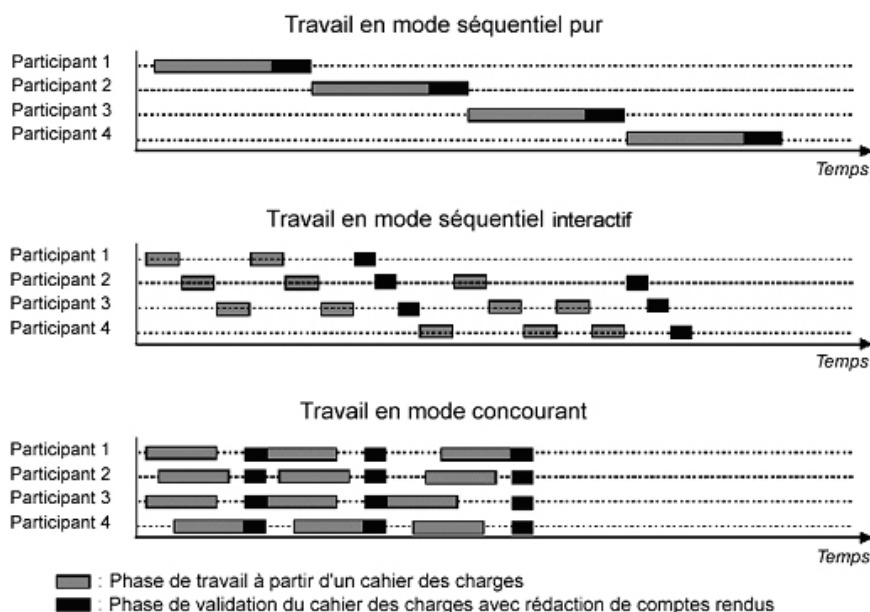 Travail en mode séquentiel pur
Participant 1
Participant 2
Participant 3
Participant 4
Temps
Travail en mode séquentiel interactif
Participant 1
Participant 2
Participant 3
Participant 4
Temps
Travail en mode concourant
Participant 1
Participant 2
Participant 3
Participant 4
Temps
: Phase de travail à partir d'un cahier des charges
: Phase de validation du cahier des charges avec rédaction de comptes rendus